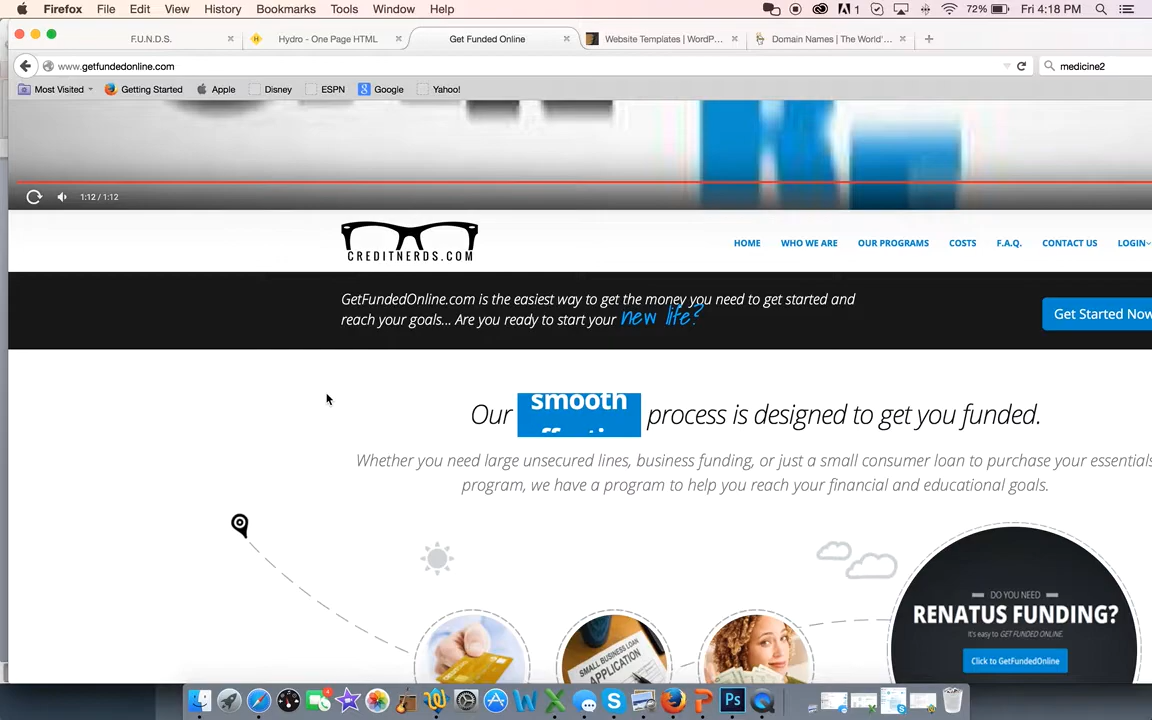 Firefox File Edit View History Bookmarks Tools Window Help 1 72% Fri 4:18 PM
F.U.N.D.S. Hydro - One Page HTML Get Funded Online Website Templates | WordP... Domain Names | The World'...
www.getfundedonline.com medicine2
Most Visited Getting Started Apple Disney ESPN Google Yahoo!
1:12 / 1:12
CREDITNERDS.COM
HOME WHO WE ARE OUR PROGRAMS COSTS F.A.Q. CONTACT US LOGIN
GetFundedOnline.com is the easiest way to get the money you need to get started and
reach your goals... Are you ready to start your new life?
Get Started Now
Our smooth process is designed to get you funded.
Whether you need large unsecured lines, business funding, or just a small consumer loan to purchase your essentials
program, we have a program to help you reach your financial and educational goals.
DO YOU NEED
RENATUS FUNDING?
It's easy to GET FUNDED ONLINE
Click to GetFundedOnline
SMALL BUSINESS LOAN
APPLICATION